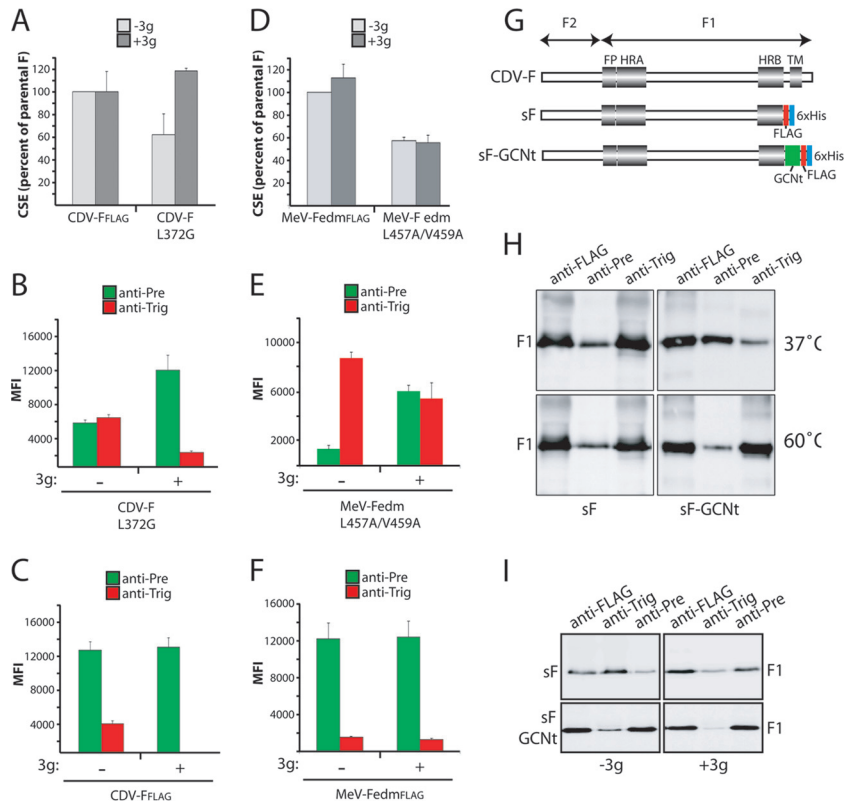 A
-3g
+3g
CSE (percent of parental F)
120
100
80
60
40
20
CDV-FFLAG
CDV-F
L372G
D
-3g
+3g
CSE (percent of parental F)
120
100
80
60
40
20
MeV-FedmFLAG
MeV-F edm
L457A/V459A
G
F2
F1
FP HRA
HRB TM
CDV-F
sF
6xHis
FLAG
sF-GCNt
6xHis
GCNt
FLAG
B
anti-Pre
anti-Trig
MFI
16000
12000
8000
4000
3g:
-
+
CDV-F
L372G
E
anti-Pre
anti-Trig
MFI
10000
6000
2000
3g:
-
+
MeV-Fedm
L457A/V459A
H
anti-FLAG
anti-Pre
anti-Trig
anti-FLAG
anti-Pre
anti-Trig
F1
37˚C
F1
60˚C
sF
sF-GCNt
C
anti-Pre
anti-Trig
MFI
16000
12000
8000
4000
3g:
-
+
CDV-FFLAG
F
anti-Pre
anti-Trig
MFI
16000
12000
8000
4000
3g:
-
+
MeV-FedmFLAG
I
anti-FLAG
anti-Trig
anti-Pre
anti-FLAG
anti-Trig
anti-Pre
sF
F1
sF
GCNt
F1
-3g
+3g